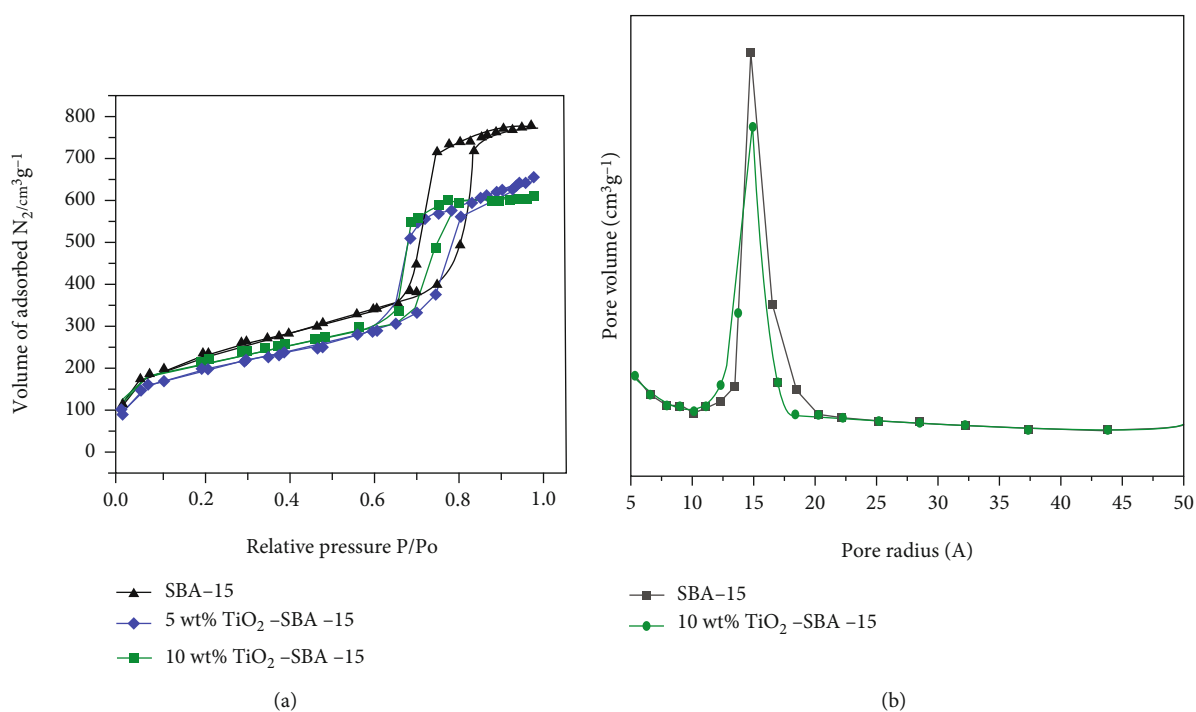 800
700
600
500
400
300
200
100
0
Volume of adsorbed N2/cm3g–1
0.0 0.2 0.4 0.6 0.8 1.0
Relative pressure P/Po
SBA–15
5 wt% TiO2 –SBA –15
10 wt% TiO2 –SBA –15
(a)
Pore volume (cm3g–1)
5 10 15 20 25 30 35 40 45 50
Pore radius (A)
SBA–15
10 wt% TiO2 –SBA –15
(b)